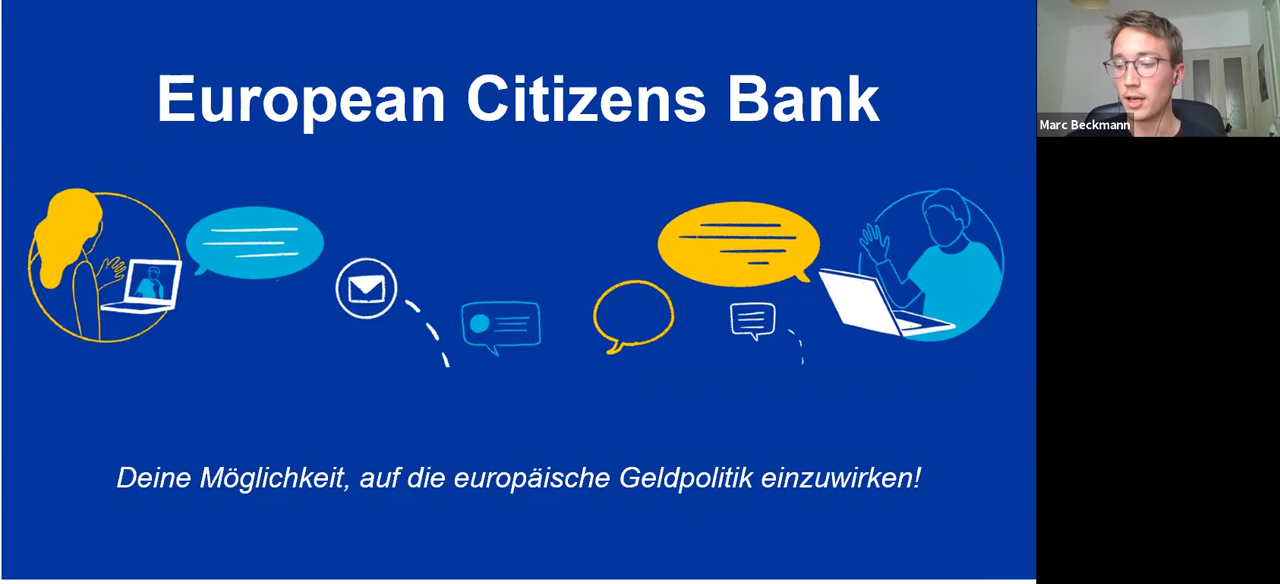 European Citizens Bank
Marc Beckmann
Deine Möglichkeit, auf die europäische Geldpolitik einzuwirken!